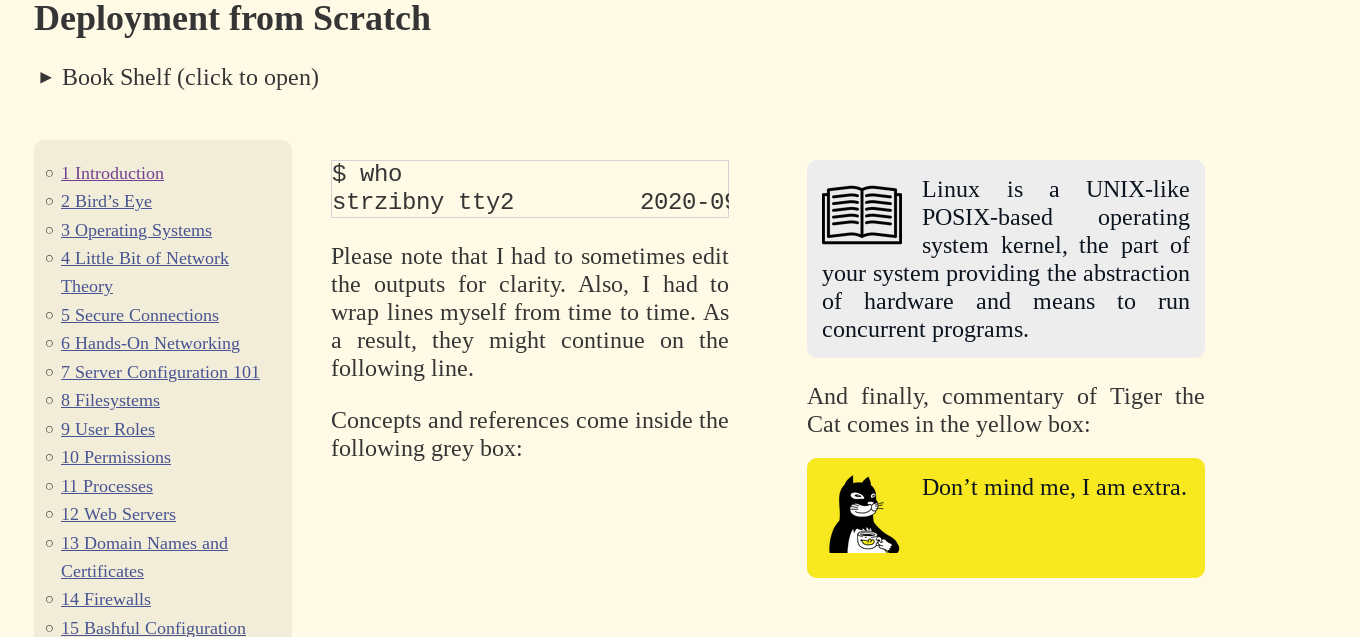 Deployment from Scratch
► Book Shelf (click to open)
○ 1 Introduction
○ 2 Bird’s Eye
○ 3 Operating Systems
○ 4 Little Bit of Network
Theory
○ 5 Secure Connections
○ 6 Hands-On Networking
○ 7 Server Configuration 101
○ 8 Filesystems
○ 9 User Roles
○ 10 Permissions
○ 11 Processes
○ 12 Web Servers
○ 13 Domain Names and
Certificates
○ 14 Firewalls
○ 15 Bashful Configuration
$ who
strzibny tty2 2020-09
Please note that I had to sometimes edit
the outputs for clarity. Also, I had to
wrap lines myself from time to time. As
a result, they might continue on the
following line.
Concepts and references come inside the
following grey box:
Linux is a UNIX-like
POSIX-based operating
system kernel, the part of
your system providing the abstraction
of hardware and means to run
concurrent programs.
And finally, commentary of Tiger the
Cat comes in the yellow box:
Don’t mind me, I am extra.